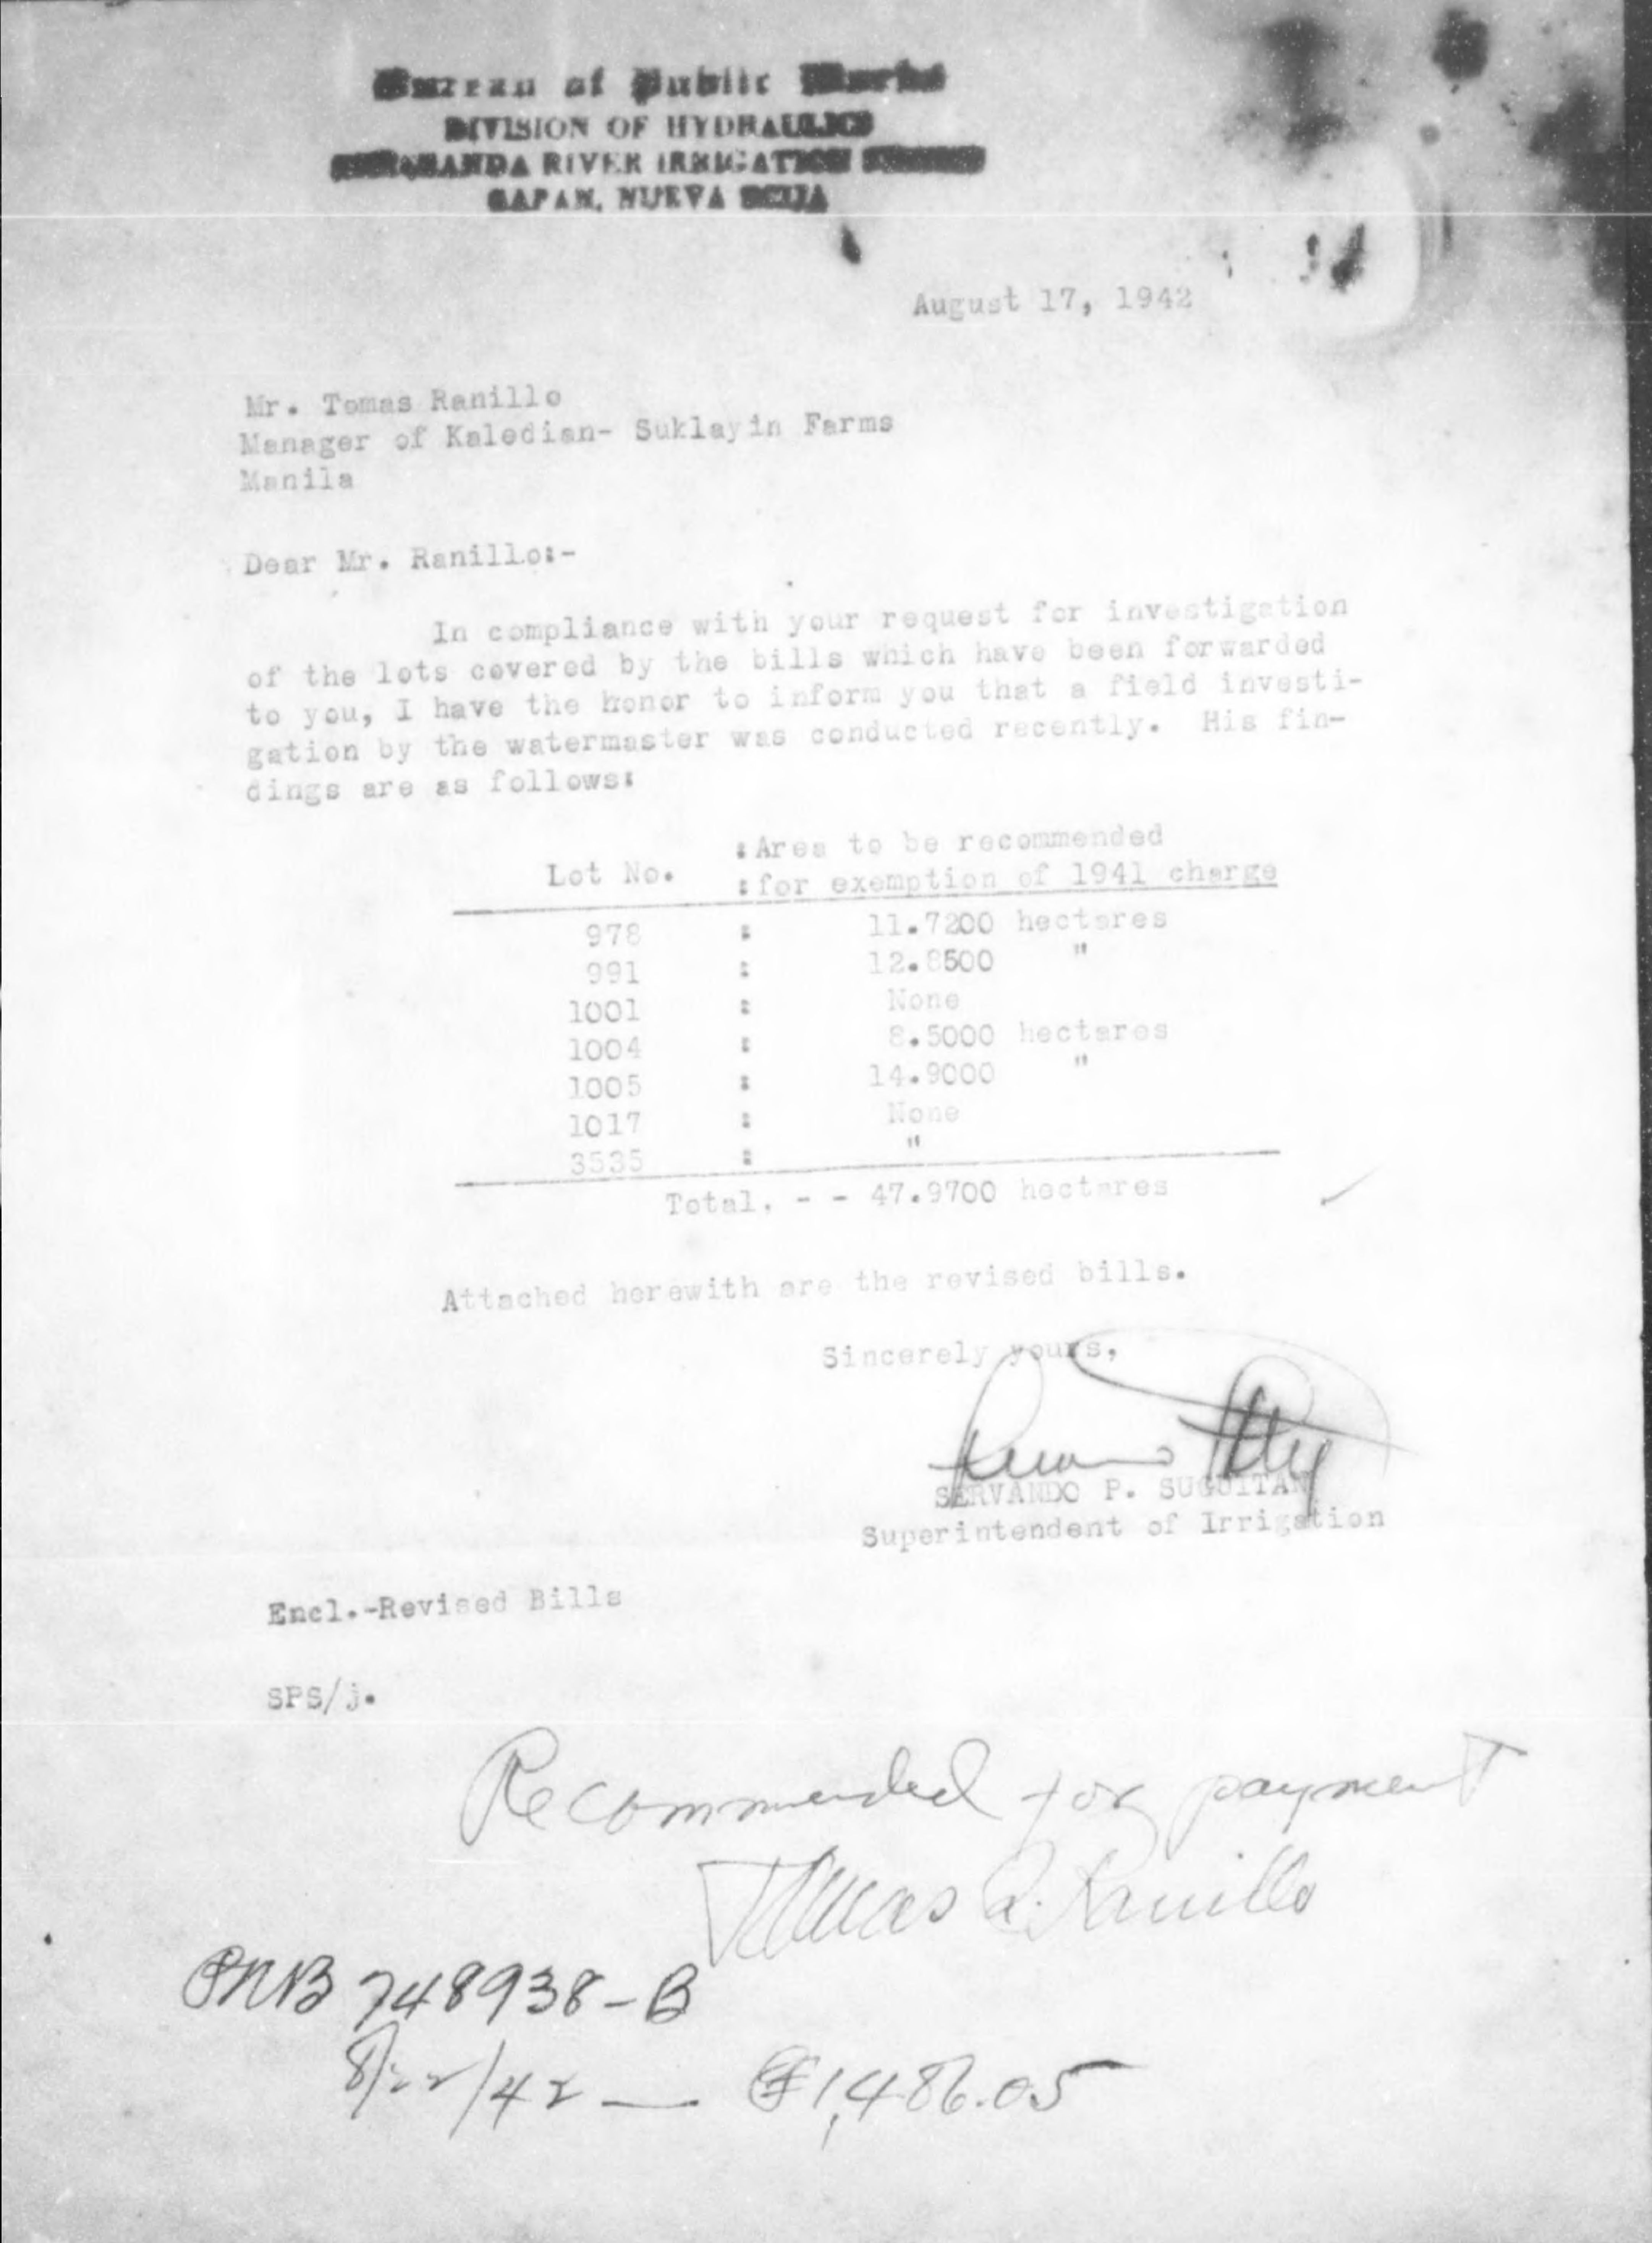 Bureau of Public Works
DIVISION OF HYDRAULICS
RIVER IRRIGATION
GAPAN, NUEVA ECIJA
August 17, 1942
Mr. Tomas Ranillo
Manager of Kaledian- Suklayin Farms
Manila
Dear Mr. Ranillo:-
In compliance with your request for investigation
of the lots covered by the bills which have been forwarded
to you, I have the honor to inform you that a field investi-
gation by the watermaster was conducted recently. His fin-
dings are as follows:
Lot No. :Area to be recommended
:for exemption of 1941 charge
978 : 11.7200 hectares
991 : 12.8500 "
1001 : None
1004 : 8.5000 hectares
1005 : 14.9000 "
1017 : None
3535 : "
Total. - - 47.9700 hectares
Attached herewith are the revised bills.
Sincerely yours,
SERVANDO P. SUGUITAN
Superintendent of Irrigation
Encl.-Revised Bills
SPS/j.
Recommended for payment
Tomas R. Ranillo
PNB 748938-B
8/22/42 — ₱1,486.05